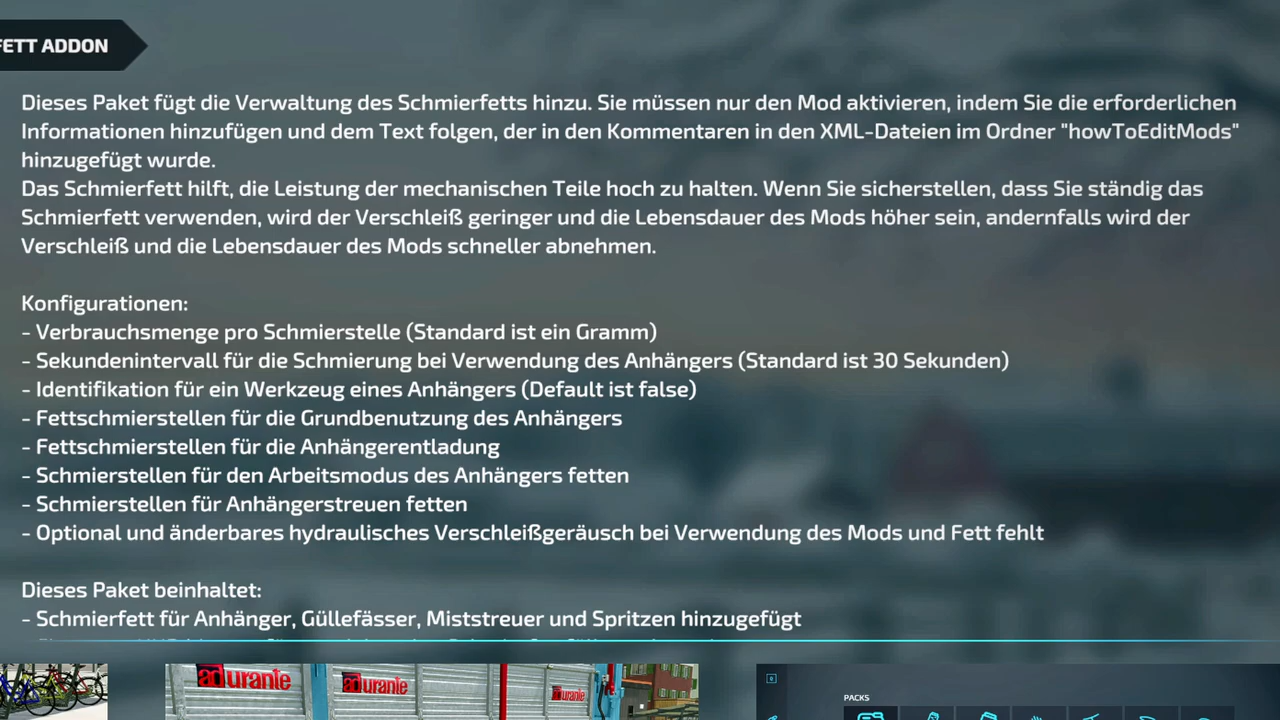 FETT ADDON
Dieses Paket fügt die Verwaltung des Schmierfetts hinzu. Sie müssen nur den Mod aktivieren, indem Sie die erforderlichen
Informationen hinzufügen und dem Text folgen, der in den Kommentaren in den XML-Dateien im Ordner "howToEditMods"
hinzugefügt wurde.
Das Schmierfett hilft, die Leistung der mechanischen Teile hoch zu halten. Wenn Sie sicherstellen, dass Sie ständig das
Schmierfett verwenden, wird der Verschleiß geringer und die Lebensdauer des Mods höher sein, andernfalls wird der
Verschleiß und die Lebensdauer des Mods schneller abnehmen.
Konfigurationen:
- Verbrauchsmenge pro Schmierstelle (Standard ist ein Gramm)
- Sekundenintervall für die Schmierung bei Verwendung des Anhängers (Standard ist 30 Sekunden)
- Identifikation für ein Werkzeug eines Anhängers (Default ist false)
- Fettschmierstellen für die Grundbenutzung des Anhängers
- Fettschmierstellen für die Anhängerentladung
- Schmierstellen für den Arbeitsmodus des Anhängers fetten
- Schmierstellen für Anhängerstreuen fetten
- Optional und änderbares hydraulisches Verschleißgeräusch bei Verwendung des Mods und Fett fehlt
Dieses Paket beinhaltet:
- Schmierfett für Anhänger, Güllefässer, Miststreuer und Spritzen hinzugefügt
adurante adurante adurante
PACKS